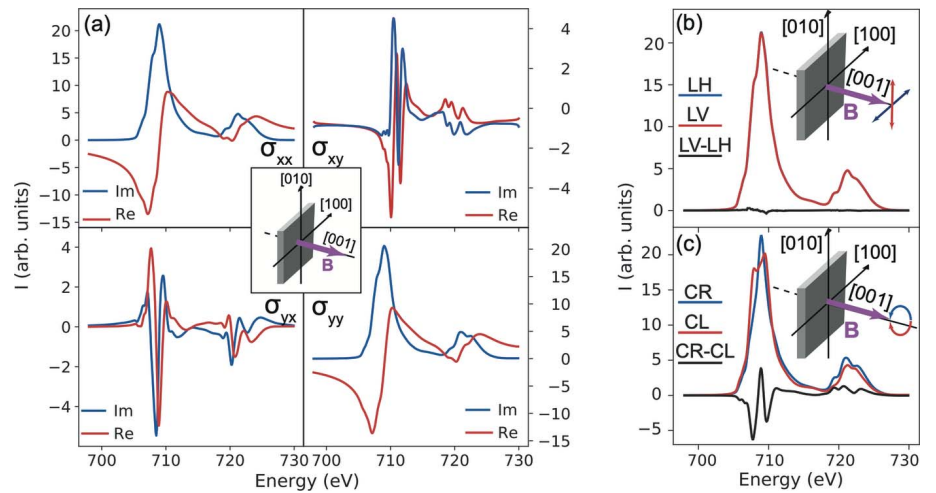 (a)
I (arb. units)
20
15
10
5
0
−5
−10
−15
σxx
Im
Re
4
2
0
−2
−4
σxy
Im
Re
[010]
[100]
[001]
B
4
2
0
−2
−4
σyx
Im
Re
700
710
720
730
Energy (eV)
20
15
10
5
0
−5
−10
−15
σyy
Im
Re
700
710
720
730
Energy (eV)
(b)
I (arb. units)
20
15
10
5
0
LH
LV
LV-LH
[010]
[100]
[001]
B
(c)
20
15
10
5
0
−5
CR
CL
CR-CL
[010]
[100]
[001]
B
700
710
720
730
Energy (eV)